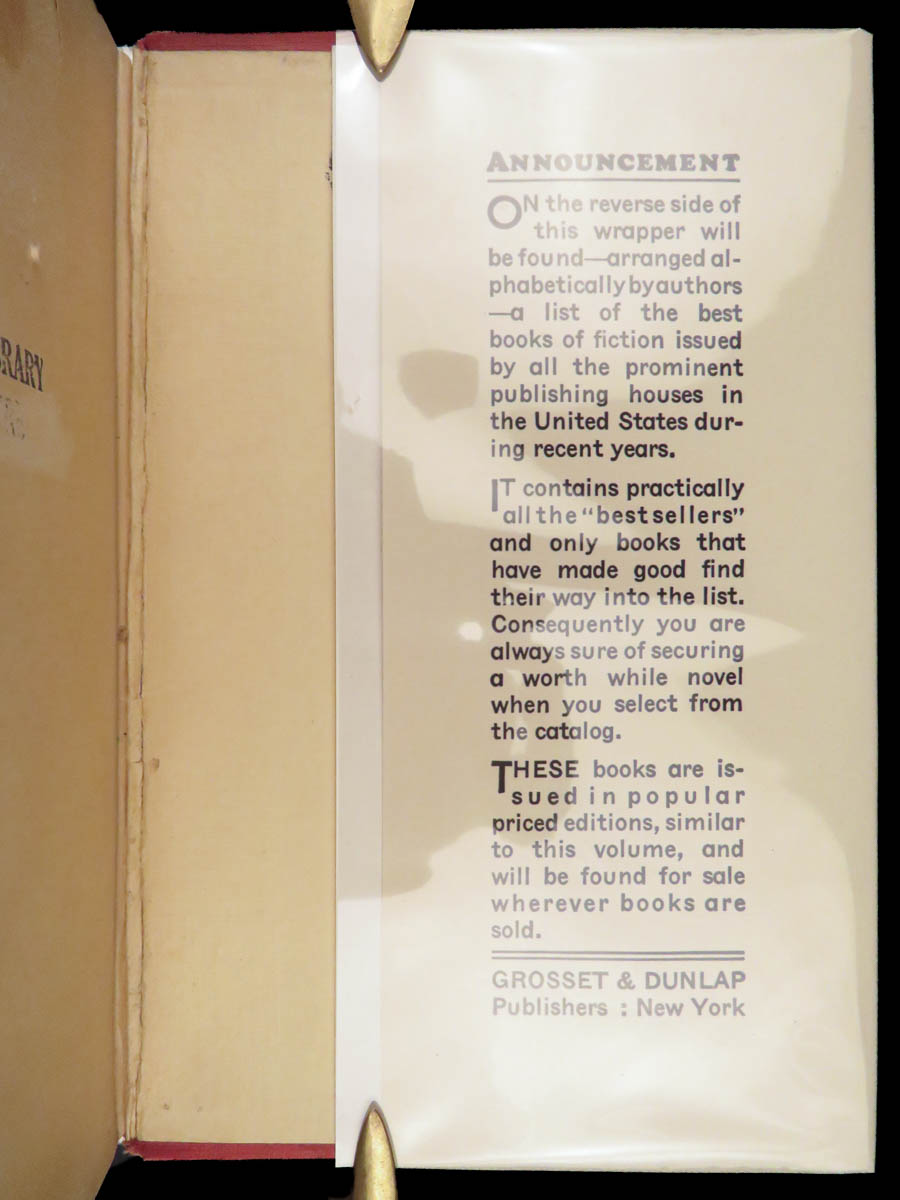 RARY
ANNOUNCEMENT
ON the reverse side of
this wrapper will
be found—arranged al-
phabetically by authors
—a list of the best
books of fiction issued
by all the prominent
publishing houses in
the United States dur-
ing recent years.
IT contains practically
all the "best sellers"
and only books that
have made good find
their way into the list.
Consequently you are
always sure of securing
a worth while novel
when you select from
the catalog.
THESE books are is-
sued in popular
priced editions, similar
to this volume, and
will be found for sale
wherever books are
sold.
GROSSET & DUNLAP
Publishers : New York